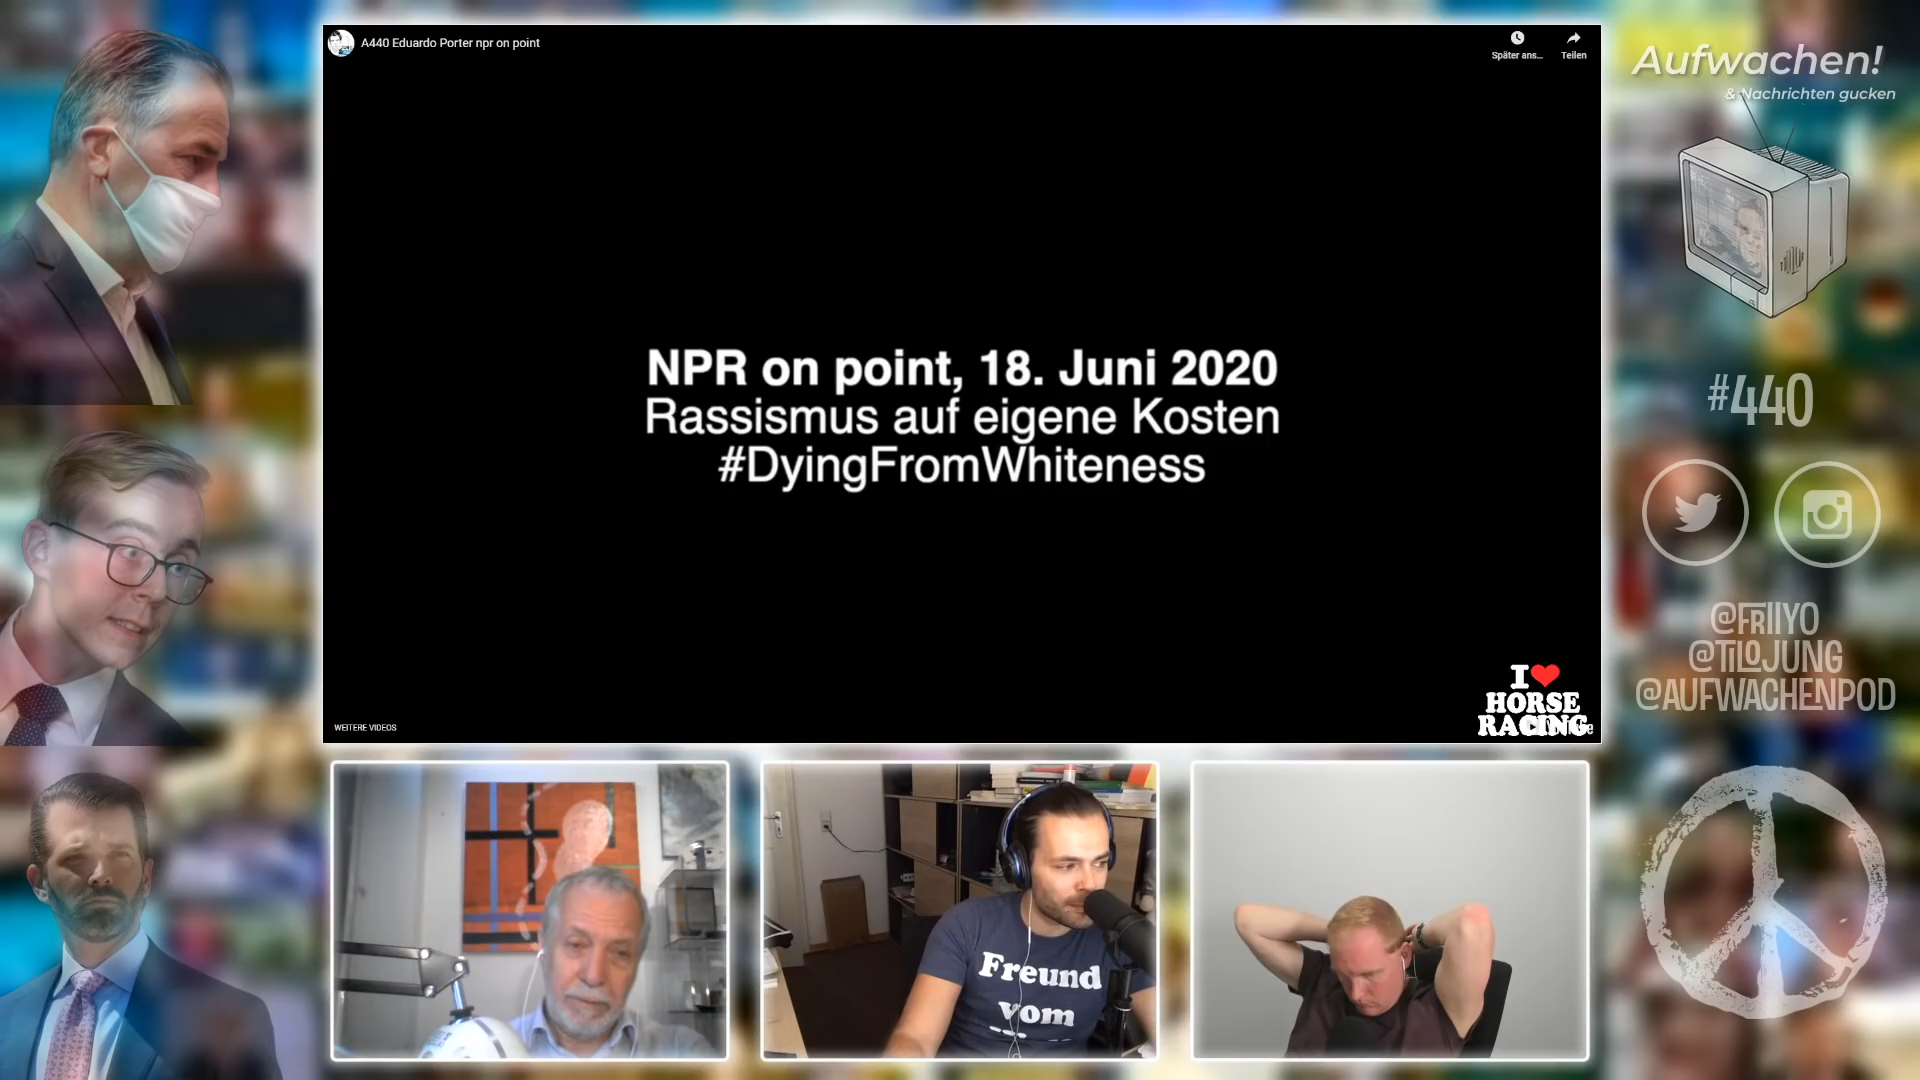 A440 Eduardo Porter npr on point
Später ans...
Teilen
Aufwachen!
& Nachrichten gucken
NPR on point, 18. Juni 2020
Rassismus auf eigene Kosten
#DyingFromWhiteness
#440
@FRIIYO
@TILOJUNG
@AUFWACHENPOD
I
HORSE
RACING
WEITERE VIDEOS
Freund
vom